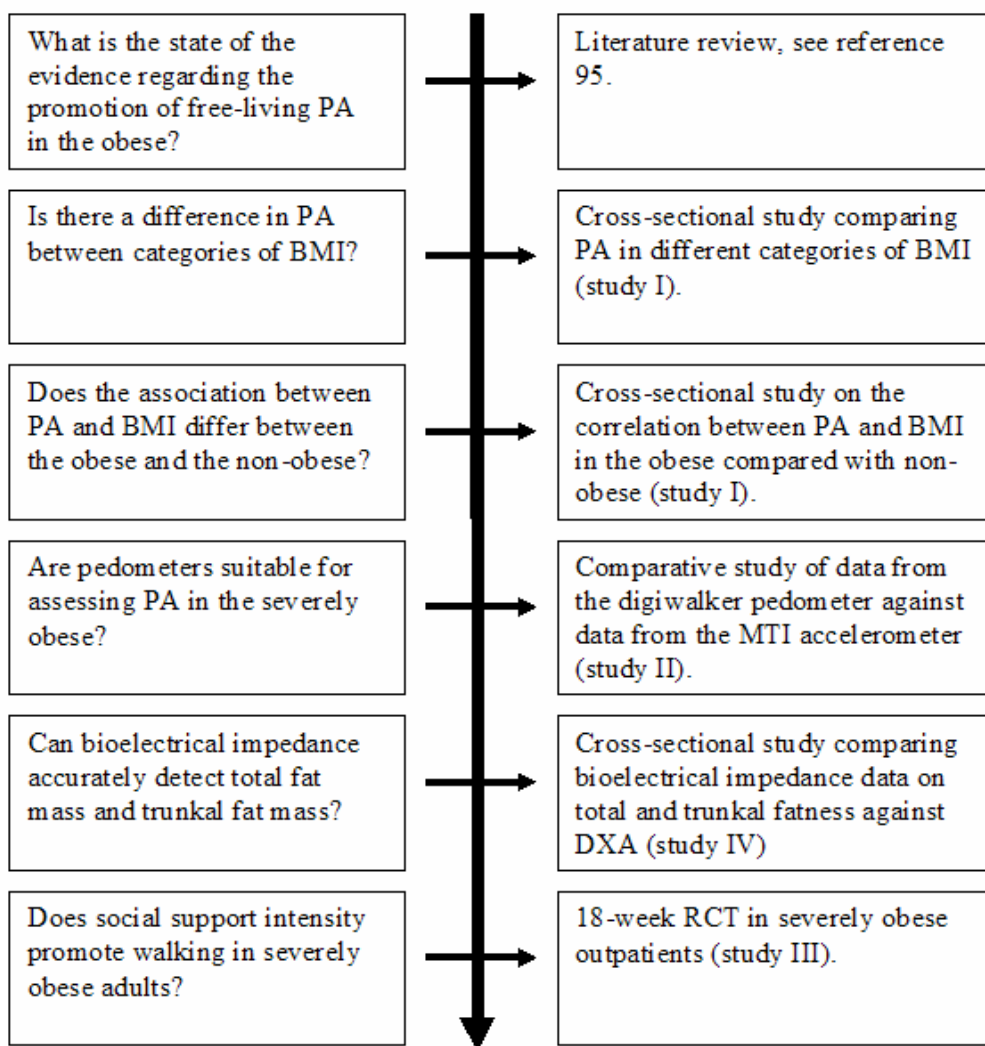 What is the state of the
evidence regarding the
promotion of free-living PA
in the obese?
Literature review, see reference
95.
Is there a difference in PA
between categories of BMI?
Cross-sectional study comparing
PA in different categories of BMI
(study I).
Does the association between
PA and BMI differ between
the obese and the non-obese?
Cross-sectional study on the
correlation between PA and BMI
in the obese compared with non-
obese (study I).
Are pedometers suitable for
assessing PA in the severely
obese?
Comparative study of data from
the digiwalker pedometer against
data from the MTI accelerometer
(study II).
Can bioelectrical impedance
accurately detect total fat
mass and trunkal fat mass?
Cross-sectional study comparing
bioelectrical impedance data on
total and trunkal fatness against
DXA (study IV)
Does social support intensity
promote walking in severely
obese adults?
18-week RCT in severely obese
outpatients (study III).